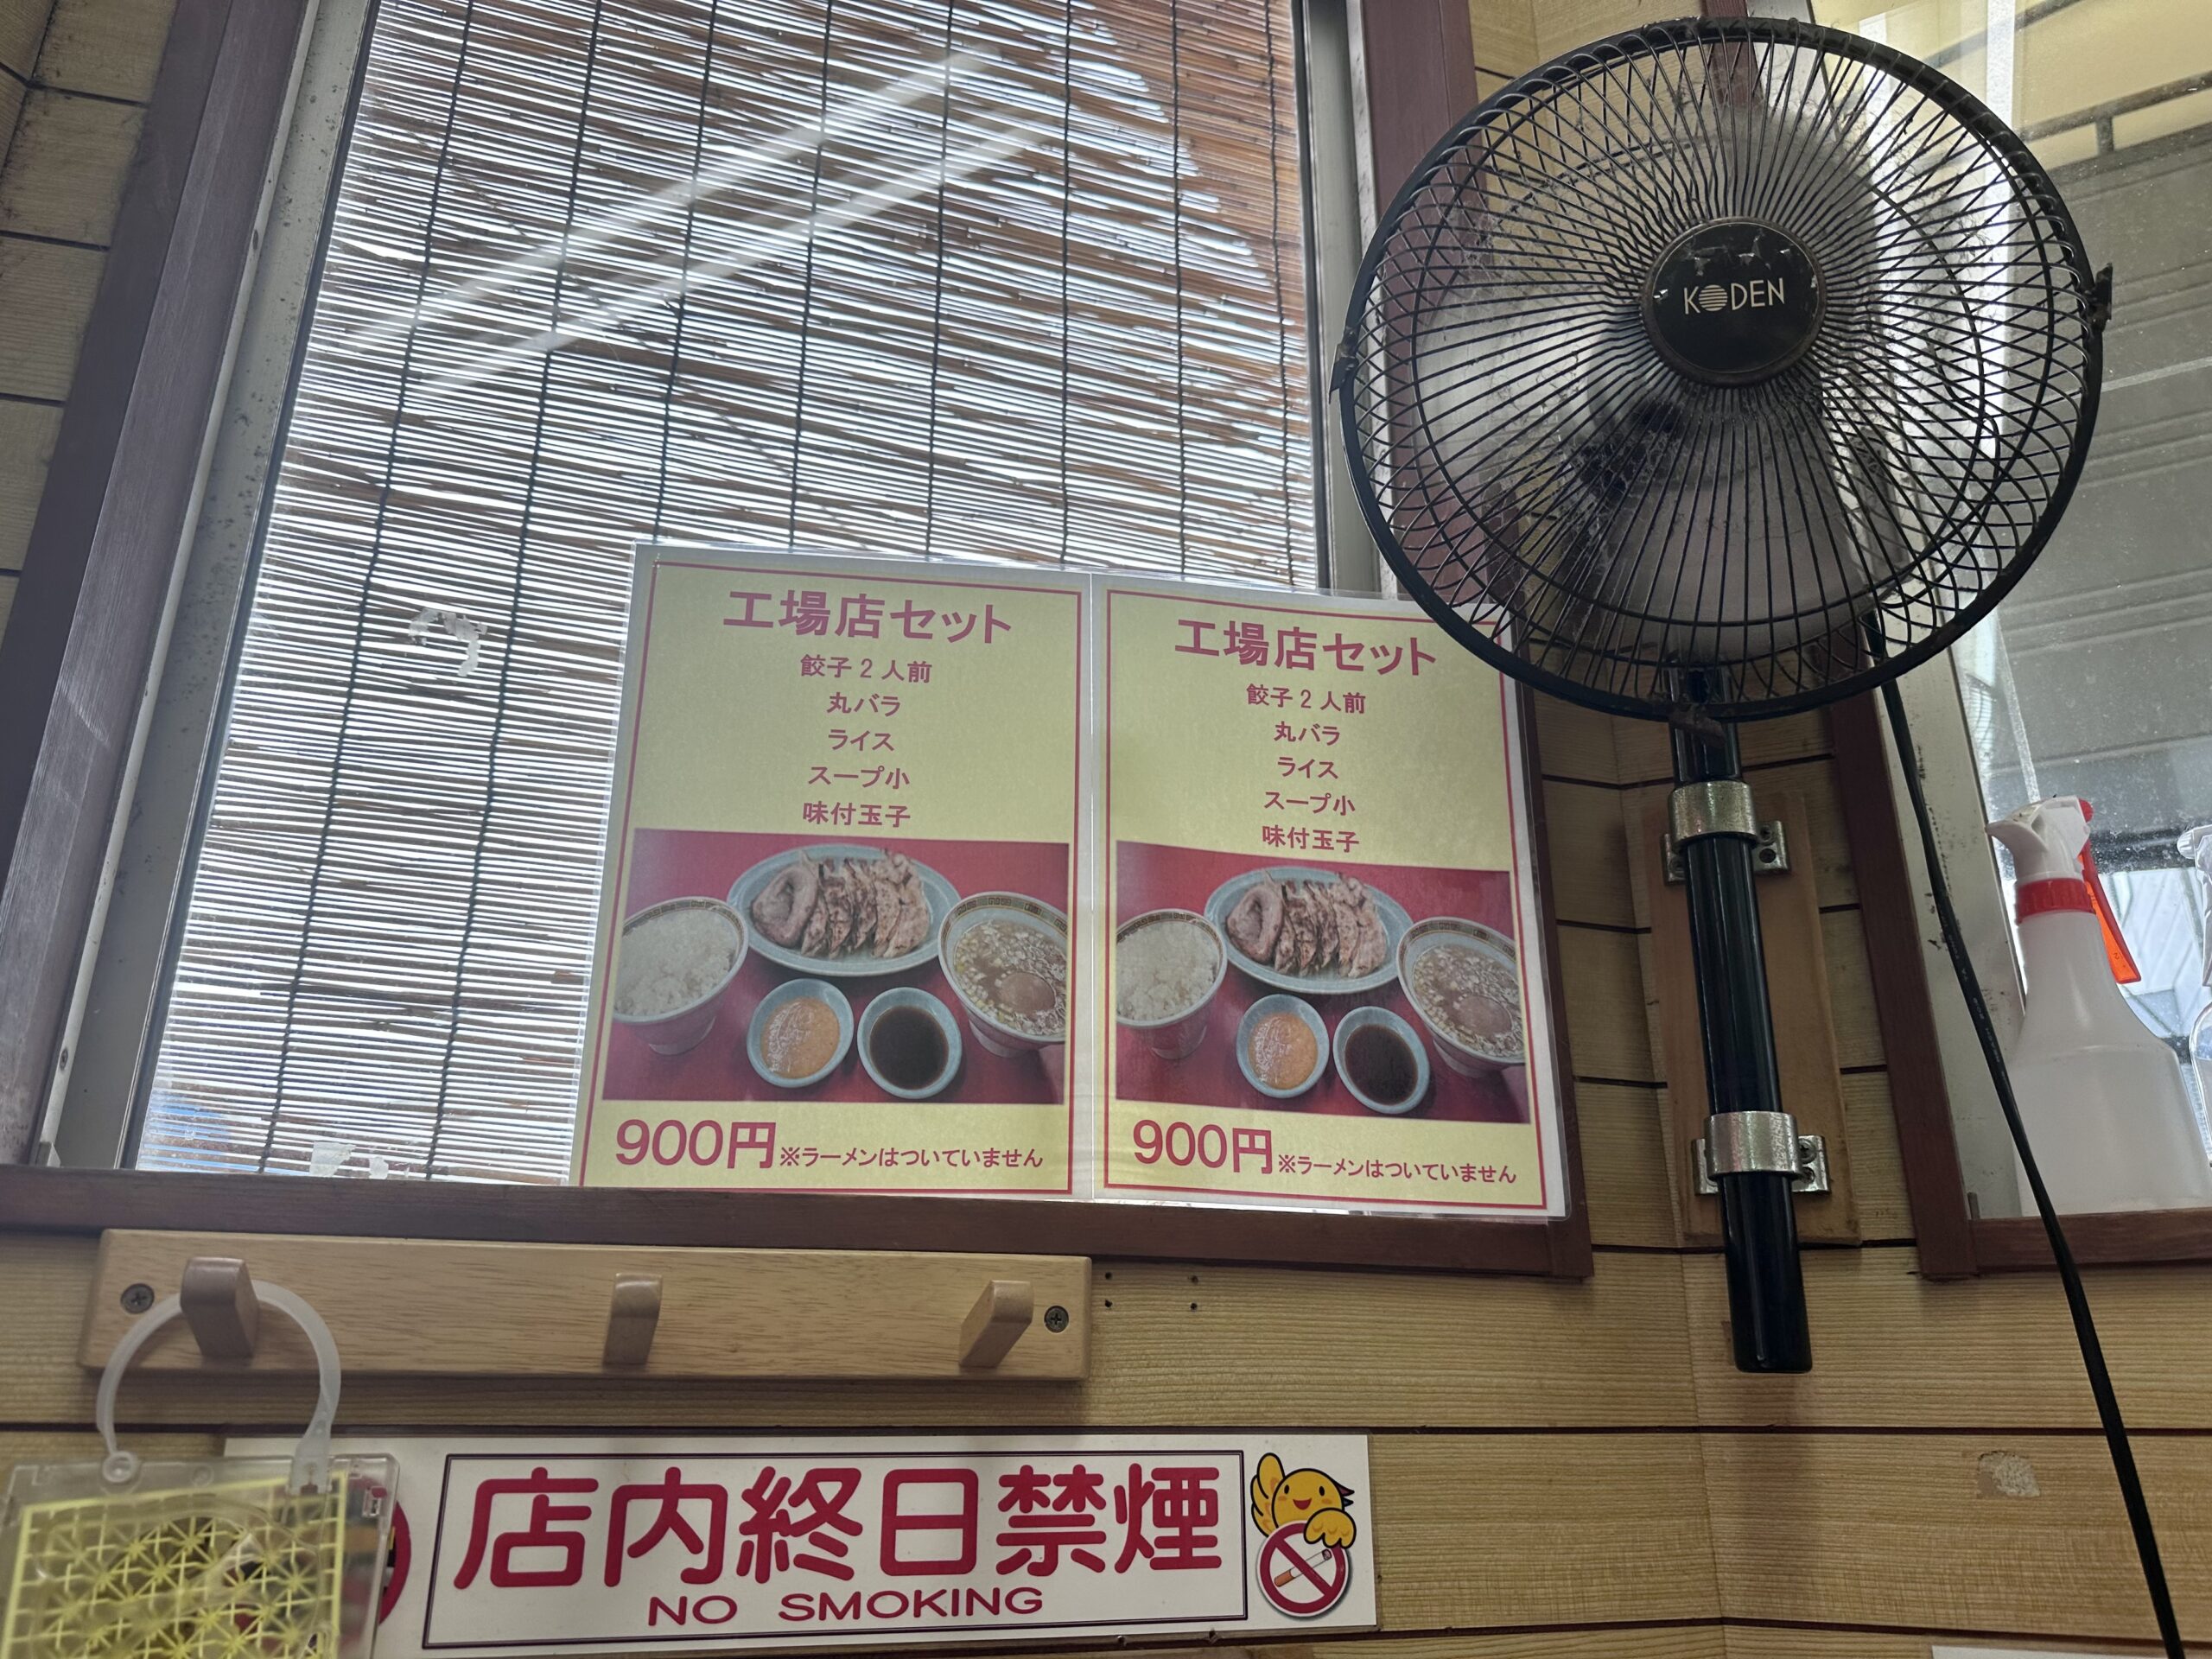 KODEN
工場店セット
餃子2人前
丸バラ
ライス
スープ小
味付玉子
900円※ラーメンはついていません
工場店セット
餃子2人前
丸バラ
ライス
スープ小
味付玉子
900円※ラーメンはついていません
店内終日禁煙
NO SMOKING